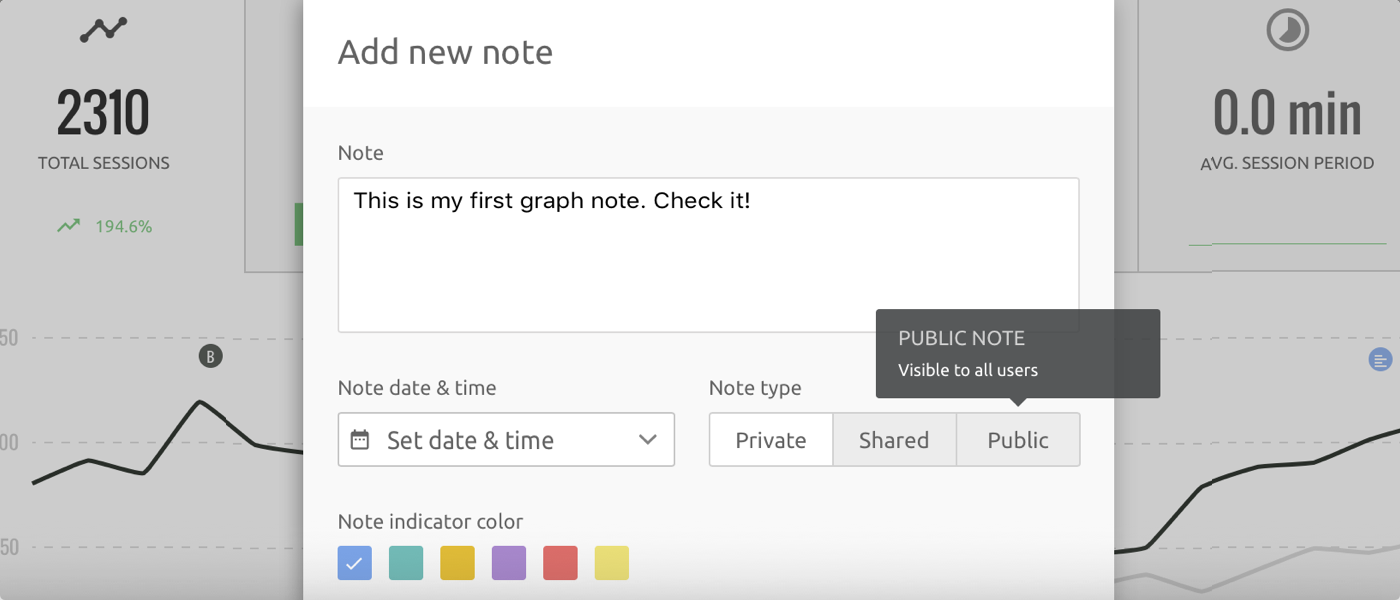 Add new note
2310
TOTAL SESSIONS
194.6%
0.0 min
AVG. SESSION PERIOD
Note
This is my first graph note. Check it!
PUBLIC NOTE
Visible to all users
50
B
Note date & time
Note type
Set date & time
Private
Shared
Public
00
Note indicator color
50